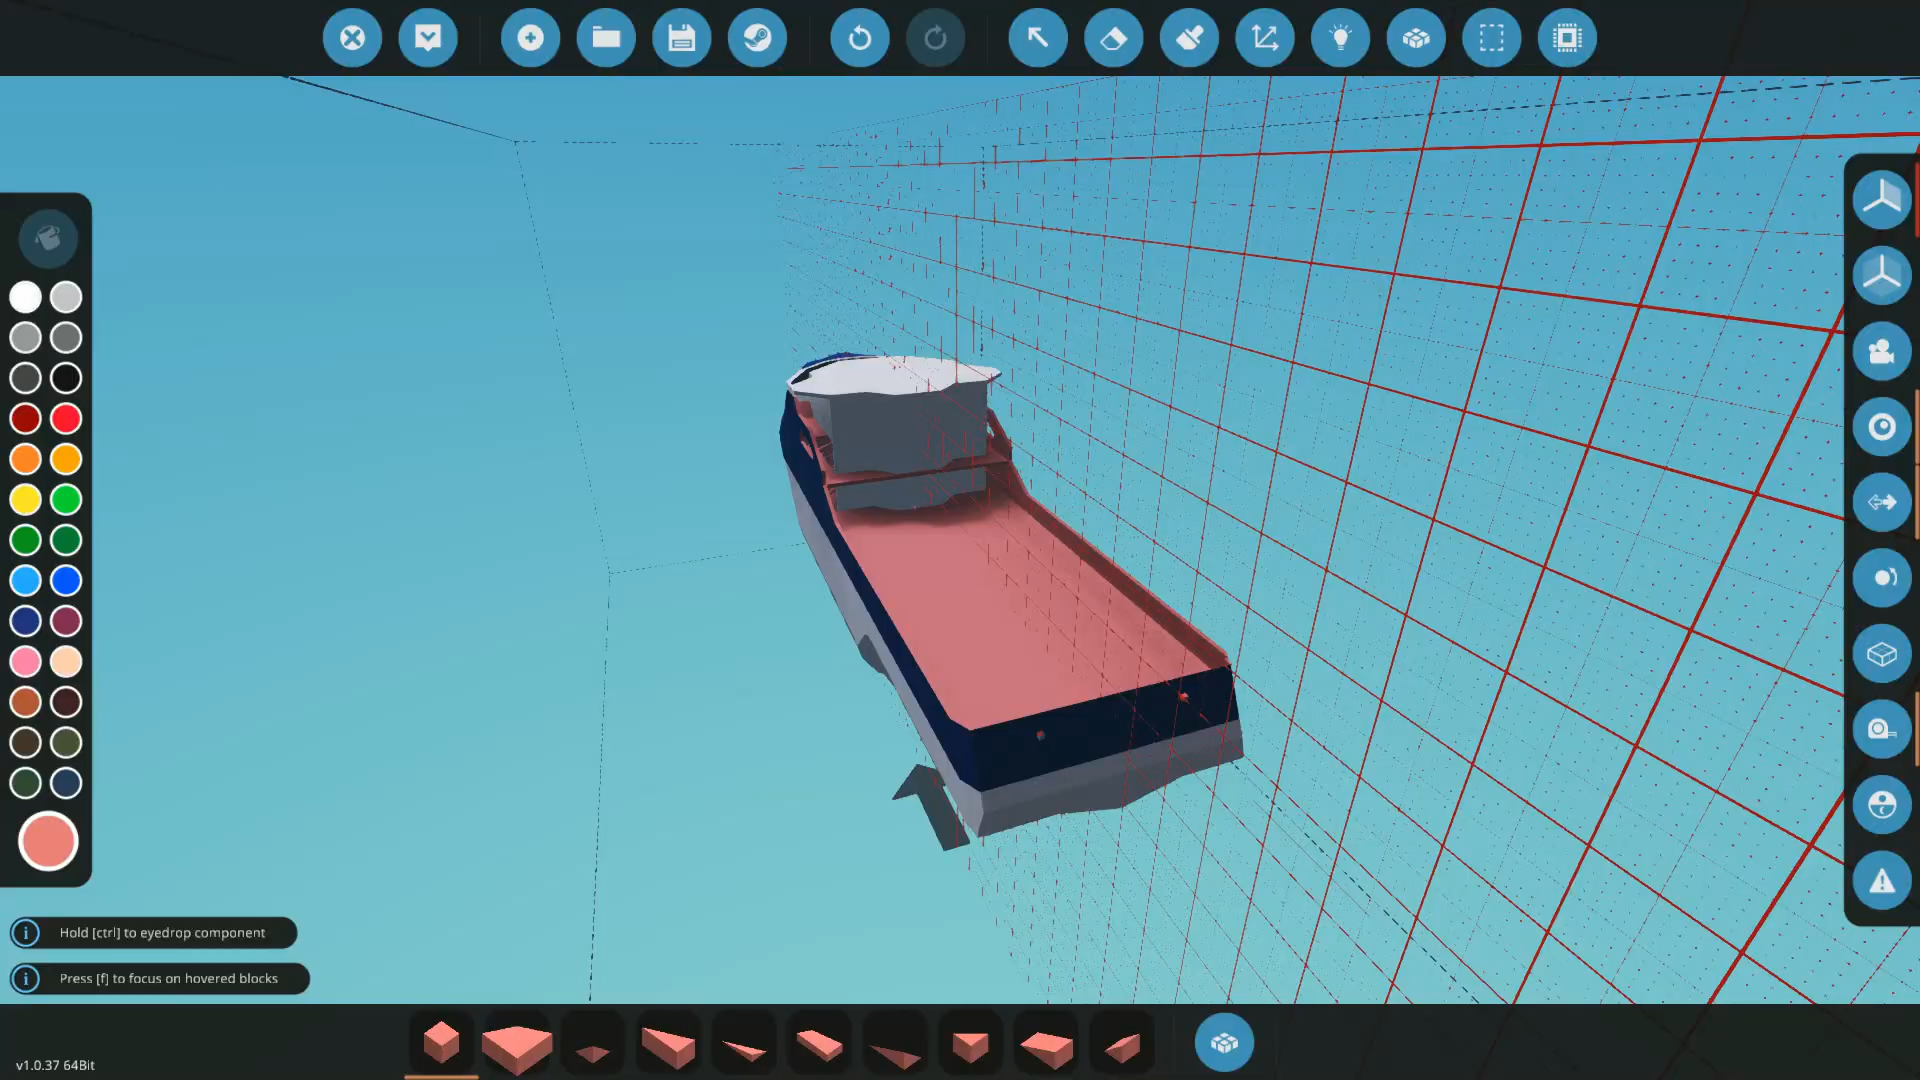 Hold [ctrl] to eyedrop component
Press [f] to focus on hovered blocks
v1.0.37 64Bit